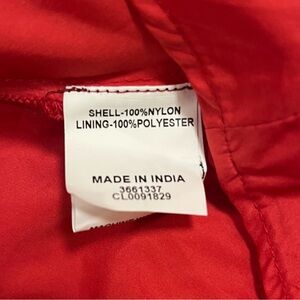 SHELL-100%NYLON
LINING-100%POLYESTER
MADE IN INDIA
3661337
CL0091829